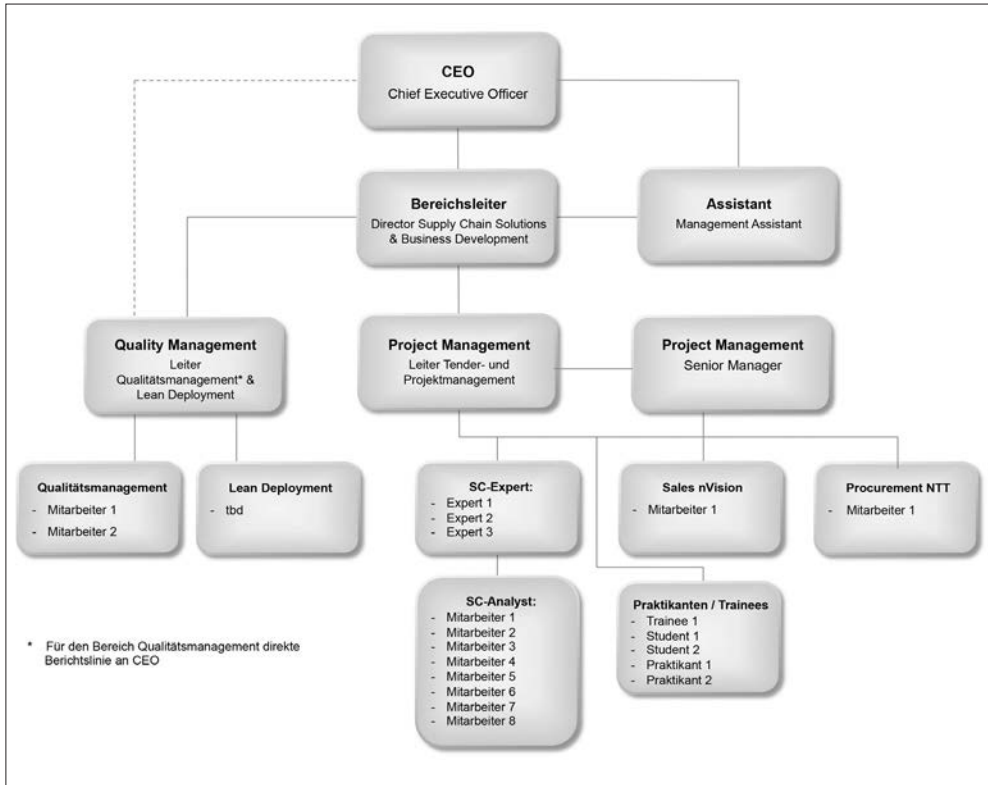 CEO
Chief Executive Officer
Bereichsleiter
Director Supply Chain Solutions
& Business Development
Assistant
Management Assistant
Quality Management
Leiter
Qualitätsmanagement* &
Lean Deployment
Project Management
Leiter Tender- und
Projektmanagement
Project Management
Senior Manager
Qualitätsmanagement
- Mitarbeiter 1
- Mitarbeiter 2
Lean Deployment
- tbd
SC-Expert:
- Expert 1
- Expert 2
- Expert 3
Sales nVision
- Mitarbeiter 1
Procurement NTT
- Mitarbeiter 1
SC-Analyst:
- Mitarbeiter 1
- Mitarbeiter 2
- Mitarbeiter 3
- Mitarbeiter 4
- Mitarbeiter 5
- Mitarbeiter 6
- Mitarbeiter 7
- Mitarbeiter 8
Praktikanten / Trainees
- Trainee 1
- Student 1
- Student 2
- Praktikant 1
- Praktikant 2
* Für den Bereich Qualitätsmanagement direkte
Berichtslinie an CEO